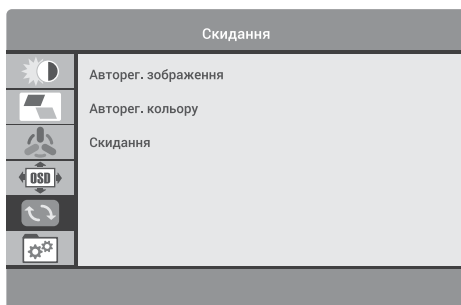 Скидання
Авторег. зображення
Авторег. кольору
Скидання
OSD